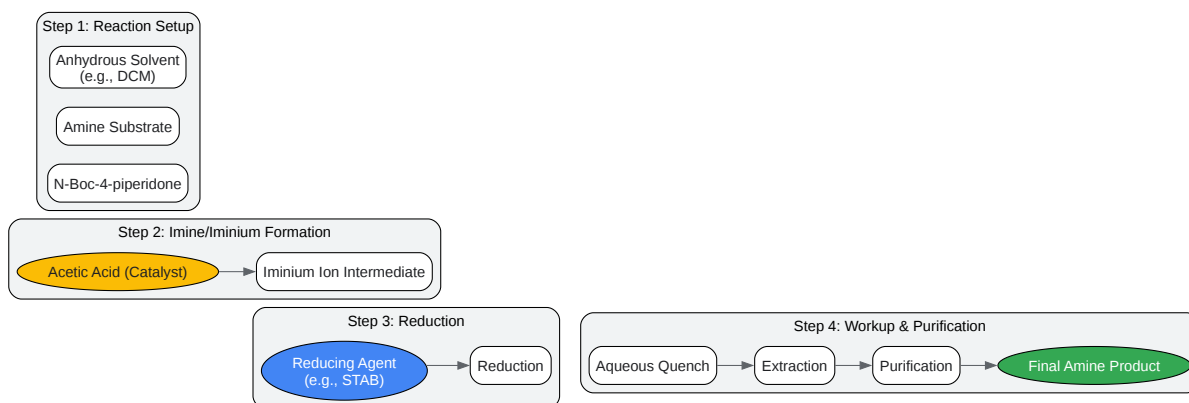 Step 1: Reaction Setup
Anhydrous Solvent
(e.g., DCM)
Amine Substrate
N-Boc-4-piperidone
Step 2: Imine/Iminium Formation
Acetic Acid (Catalyst)
Iminium Ion Intermediate
Step 3: Reduction
Reducing Agent
(e.g., STAB)
Reduction
Step 4: Workup & Purification
Aqueous Quench
Extraction
Purification
Final Amine Product